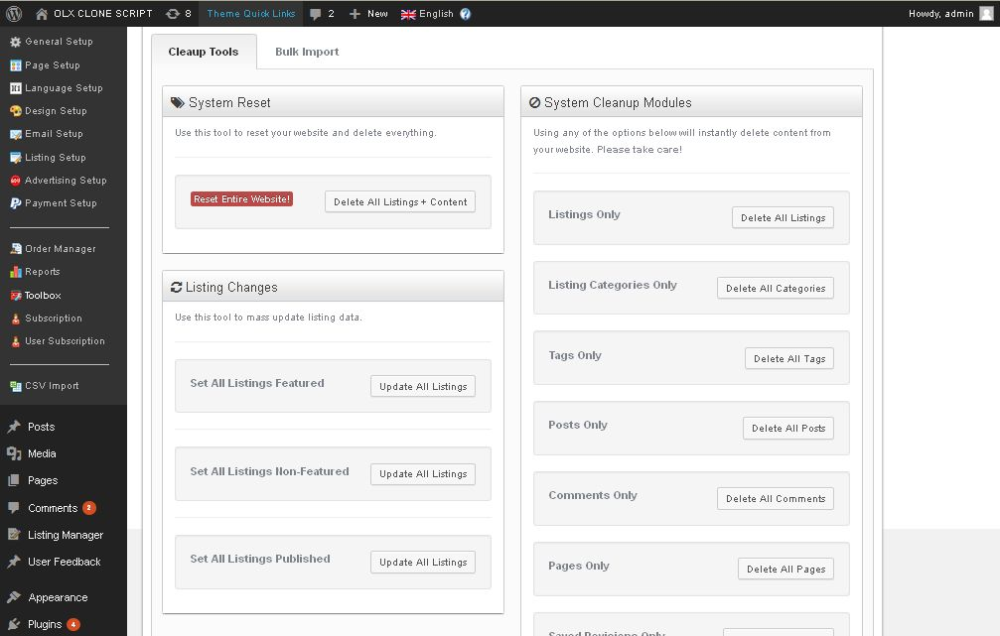 OLX CLONE SCRIPT 8 Theme Quick Links 2 New English ? Howdy, admin
General Setup
Page Setup
Language Setup
Design Setup
Email Setup
Listing Setup
Advertising Setup
Payment Setup
Order Manager
Reports
Toolbox
Subscription
User Subscription
CSV Import
Posts
Media
Pages
Comments 2
Listing Manager
User Feedback
Appearance
Plugins 4
Cleaup Tools Bulk Import
System Reset
Use this tool to reset your website and delete everything.
Reset Entire Website! Delete All Listings + Content
Listing Changes
Use this tool to mass update listing data.
Set All Listings Featured Update All Listings
Set All Listings Non-Featured Update All Listings
Set All Listings Published Update All Listings
System Cleanup Modules
Using any of the options below will instantly delete content from
your website. Please take care!
Listings Only Delete All Listings
Listing Categories Only Delete All Categories
Tags Only Delete All Tags
Posts Only Delete All Posts
Comments Only Delete All Comments
Pages Only Delete All Pages
Saved Revisions Only